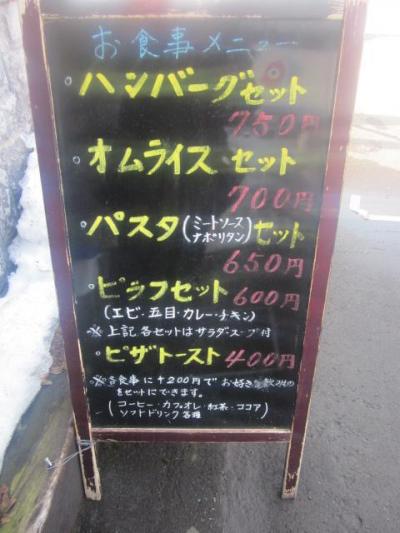 お食事メニュー
・ハンバーグセット
750円
・オムライスセット
700円
・パスタ(ミートソース ナポリタン)セット
650円
・ピラフセット 600円
(エビ・五目・カレー・チキン)
※上記各セットはサラダスープ付
・ピザトースト 400円
※お食事に+200円でお好きな飲みもの
をセットにできます。
(コーヒー・カフェオレ・紅茶・ココア
ソフトドリンク各種)